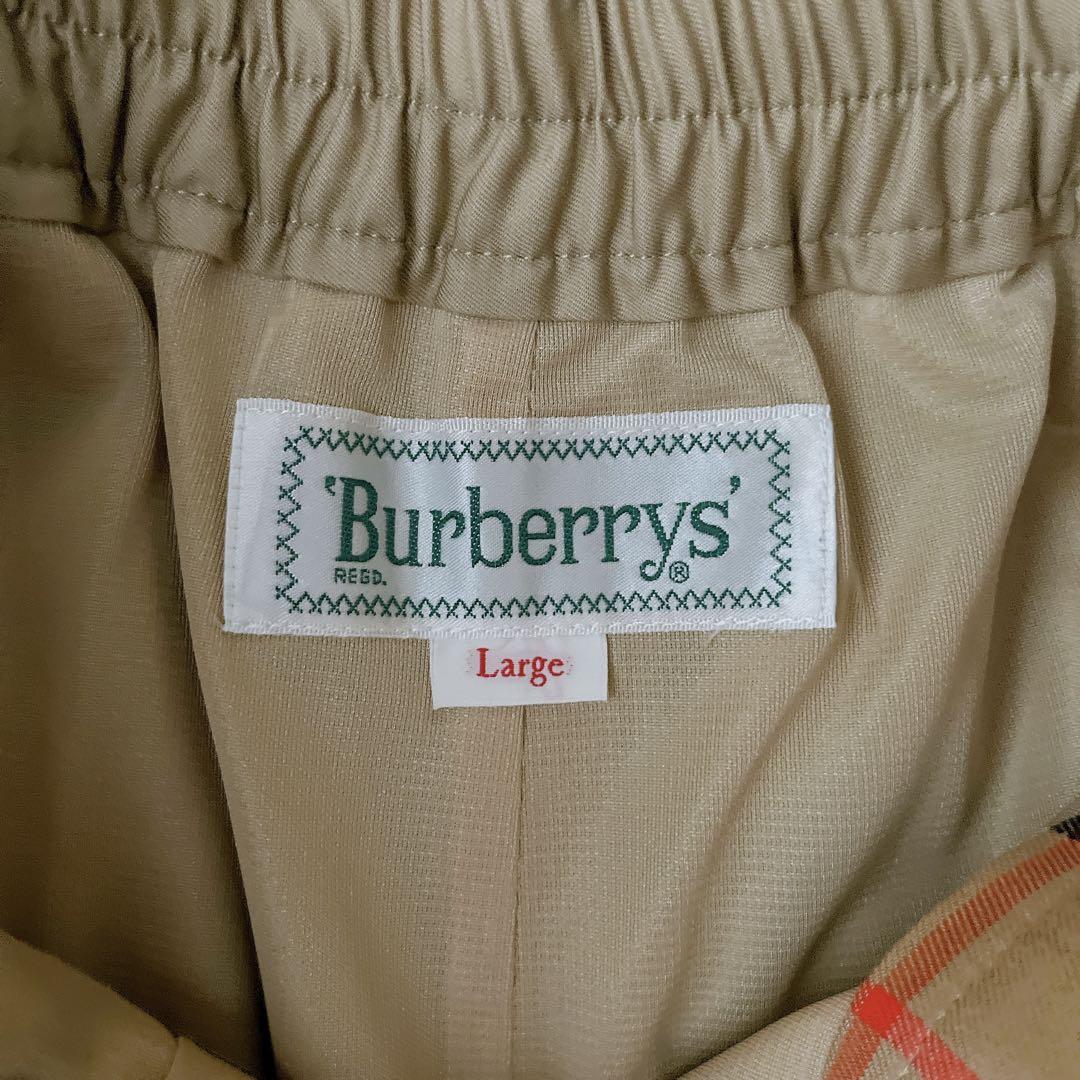 'Burberrys'
REGD. ®
Large